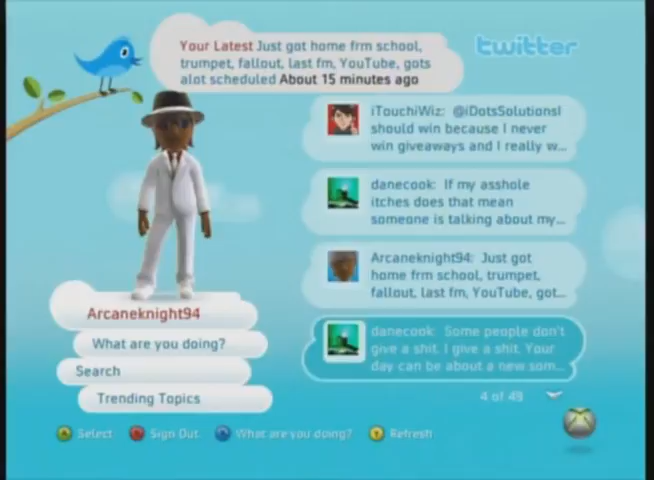 Your Latest Just got home frm school,
trumpet, fallout, last fm, YouTube, gots
alot scheduled About 15 minutes ago
twitter
iTouchiWiz: @iDotsSolutionsI
should win because I never
win giveaways and I really w...
danecook: If my asshole
itches does that mean
someone is talking about my...
Arcaneknight94: Just got
home frm school, trumpet,
fallout, last fm, YouTube, got...
danecook: Some people don't
give a shit. I give a shit. Your
day can be about a new som...
4 of 49
Arcaneknight94
What are you doing?
Search
Trending Topics
A Select
Sign Out
What are you doing?
Y Refresh